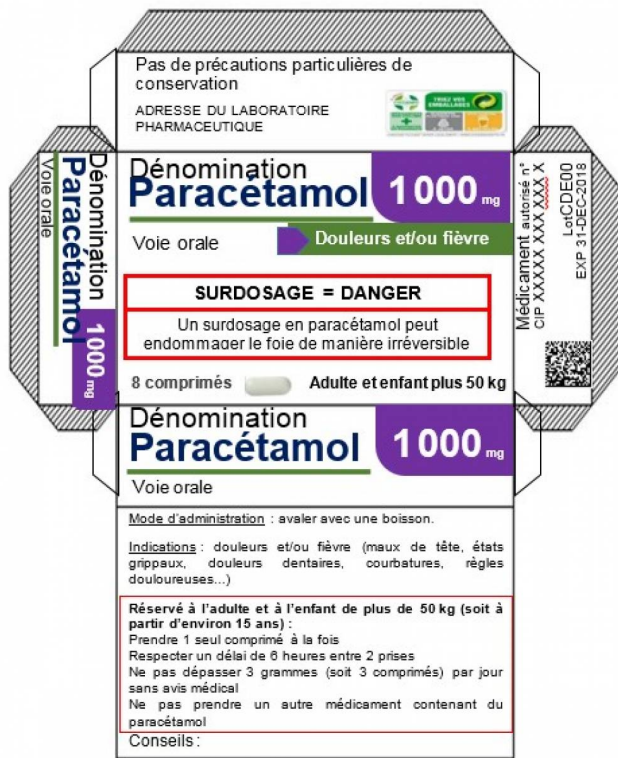 Pas de précautions particulières de
conservation
ADRESSE DU LABORATOIRE
PHARMACEUTIQUE
TRIEZ VOS
EMBALLAGES
Dénomination
Paracétamol
1000 mg
Voie orale
Dénomination
Paracétamol 1 000 mg
Voie orale
Douleurs et/ou fièvre
SURDOSAGE = DANGER
Un surdosage en paracétamol peut
endommager le foie de manière irréversible
8 comprimés
Adulte et enfant plus 50 kg
Médicament autorisé n°
CIP XXXXX XXX XXX X
LotCDE00
EXP 31-DEC-2018
Dénomination
Paracétamol 1 000 mg
Voie orale
Mode d'administration : avaler avec une boisson.
Indications : douleurs et/ou fièvre (maux de tête, états
grippaux, douleurs dentaires, courbatures, règles
douloureuses...)
Réservé à l'adulte et à l'enfant de plus de 50 kg (soit à
partir d'environ 15 ans) :
Prendre 1 seul comprimé à la fois
Respecter un délai de 6 heures entre 2 prises
Ne pas dépasser 3 grammes (soit 3 comprimés) par jour
sans avis médical
Ne pas prendre un autre médicament contenant du
paracétamol
Conseils :